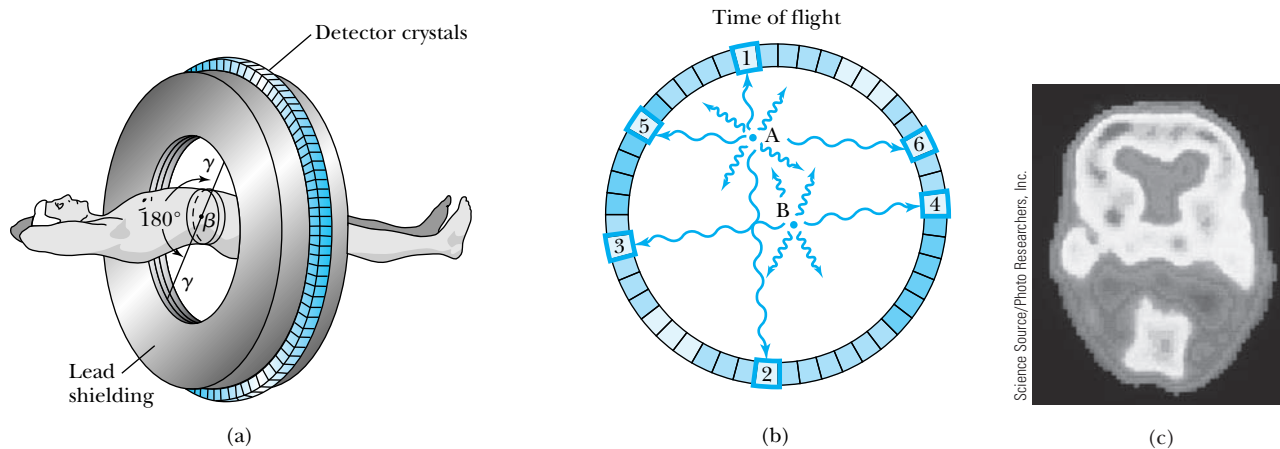 Detector crystals
γ
180°
β
γ
Lead
shielding
(a)
Time of flight
1
5
A
6
B
4
3
2
(b)
Science Source/Photo Researchers, Inc.
(c)